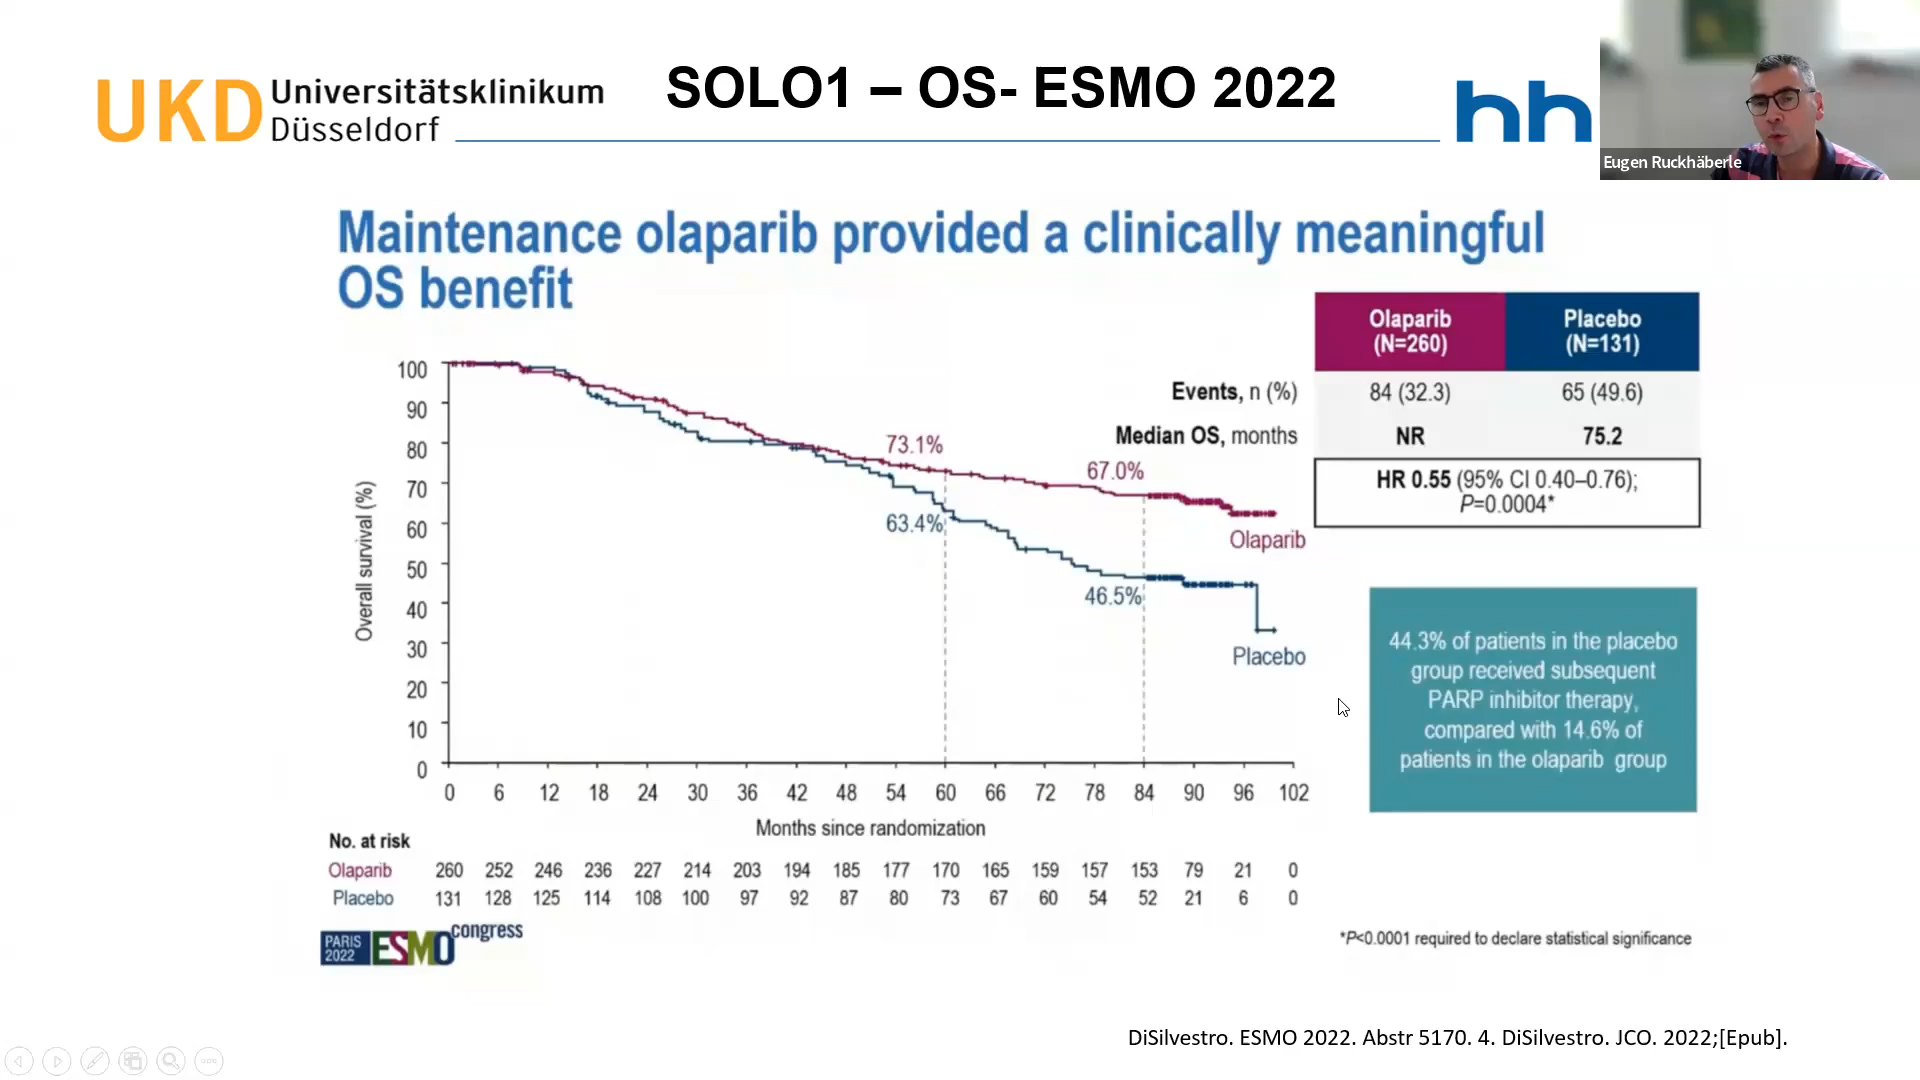 UKD Universitätsklinikum
Düsseldorf
SOLO1 – OS- ESMO 2022
hh
Eugen Ruckhäberle
Maintenance olaparib provided a clinically meaningful
OS benefit
Olaparib
(N=260)
Placebo
(N=131)
Events, n (%) 84 (32.3) 65 (49.6)
Median OS, months NR 75.2
HR 0.55 (95% CI 0.40–0.76);
P=0.0004*
Overall survival (%)
100
90
80
70
60
50
40
30
20
10
0
73.1%
67.0%
63.4%
46.5%
Olaparib
Placebo
0 6 12 18 24 30 36 42 48 54 60 66 72 78 84 90 96 102
Months since randomization
44.3% of patients in the placebo
group received subsequent
PARP inhibitor therapy,
compared with 14.6% of
patients in the olaparib group
No. at risk
Olaparib 260 252 246 236 227 214 203 194 185 177 170 165 159 157 153 79 21 0
Placebo 131 128 125 114 108 100 97 92 87 80 73 67 60 54 52 21 6 0
PARIS
2022
ESMO congress
*P<0.0001 required to declare statistical significance
DiSilvestro. ESMO 2022. Abstr 5170. 4. DiSilvestro. JCO. 2022;[Epub].